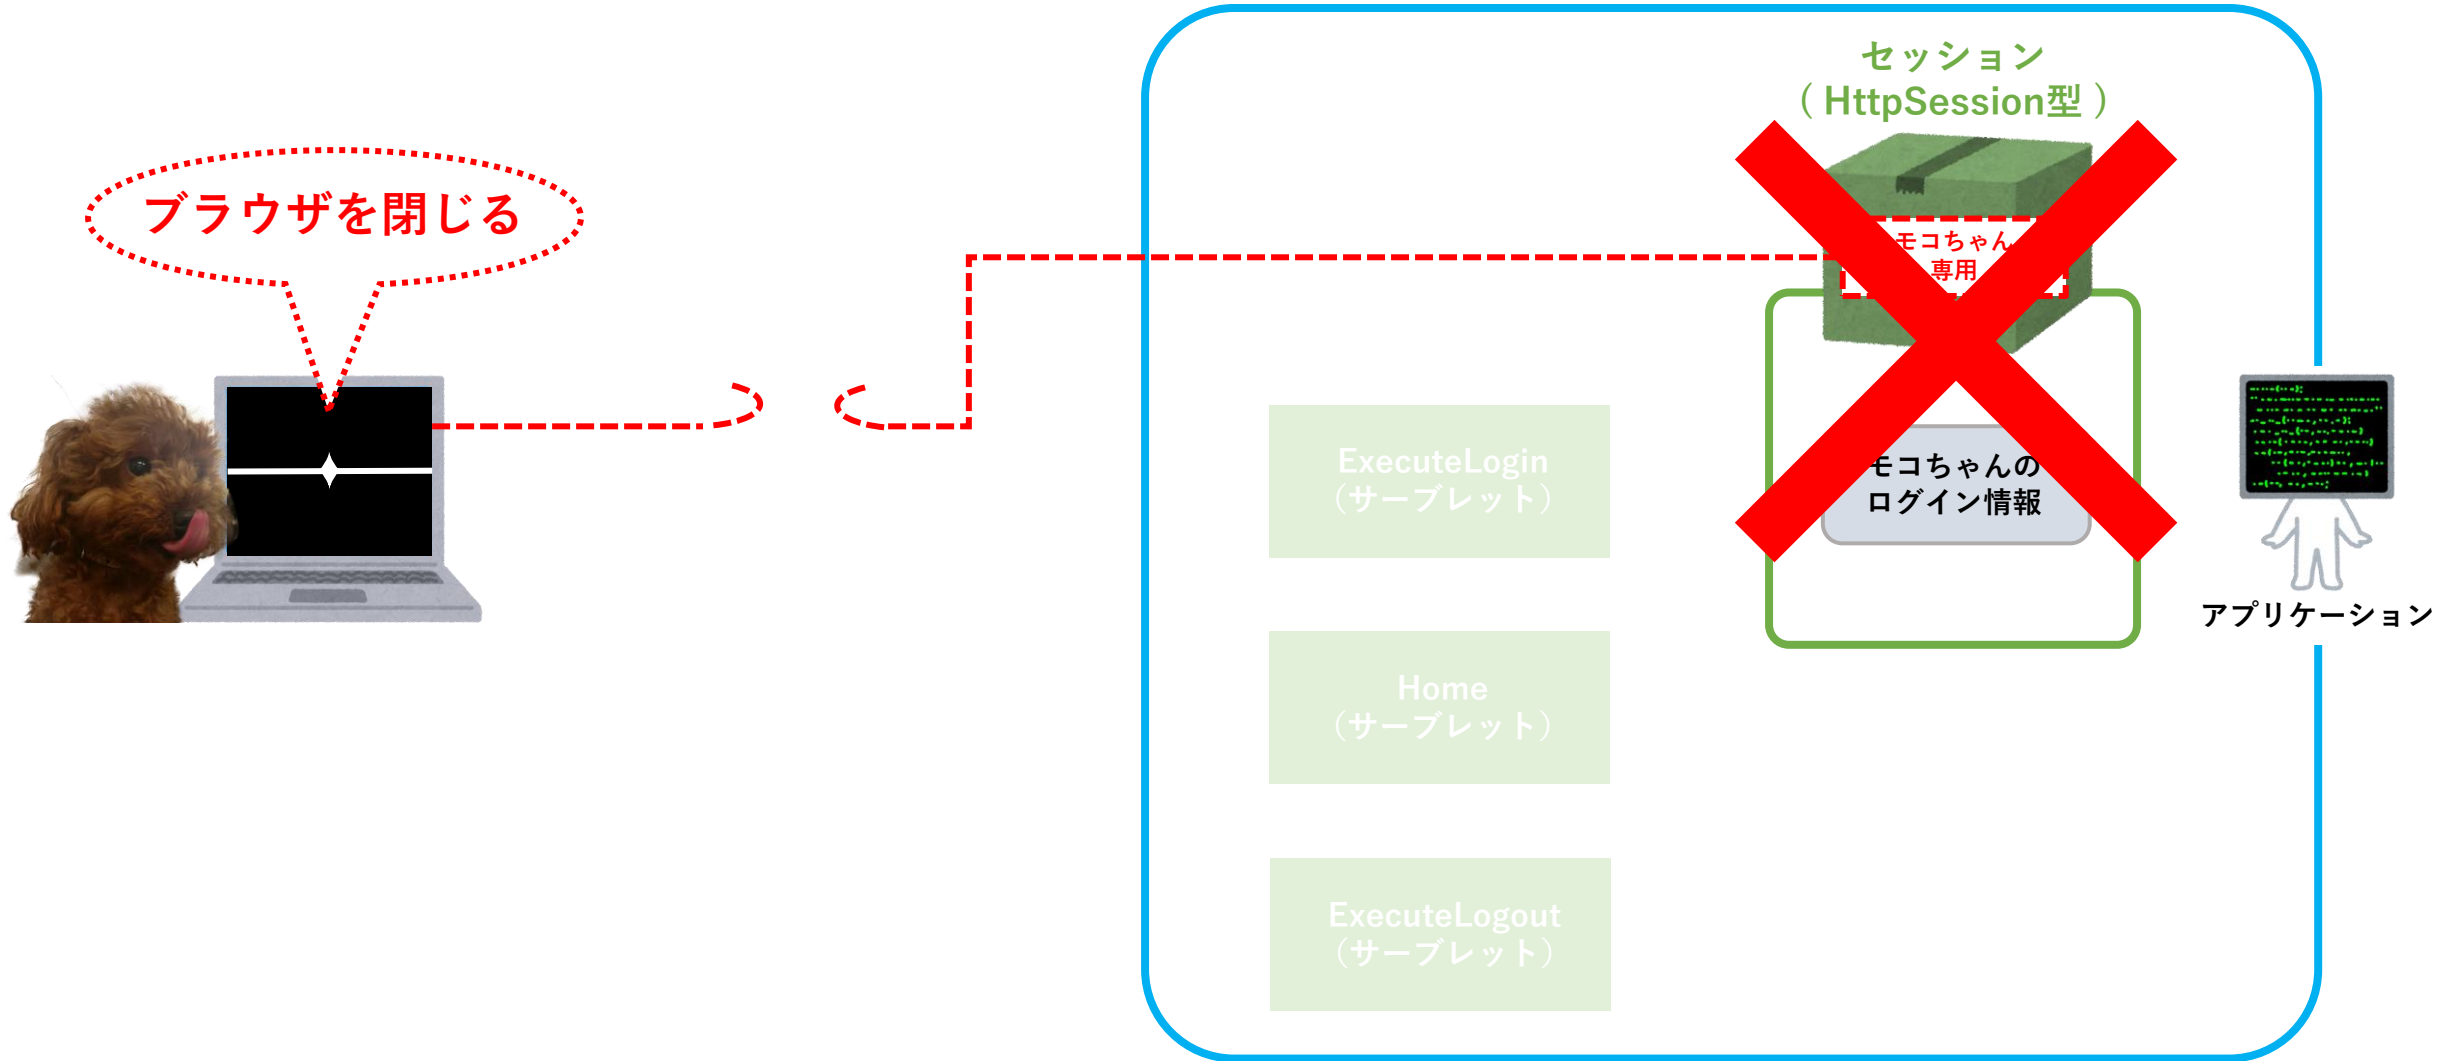 セッション
（HttpSession型）
ブラウザを閉じる
モコちゃん
専用
ExecuteLogin
（サーブレット）
モコちゃんの
ログイン情報
アプリケーション
Home
（サーブレット）
ExecuteLogout
（サーブレット）